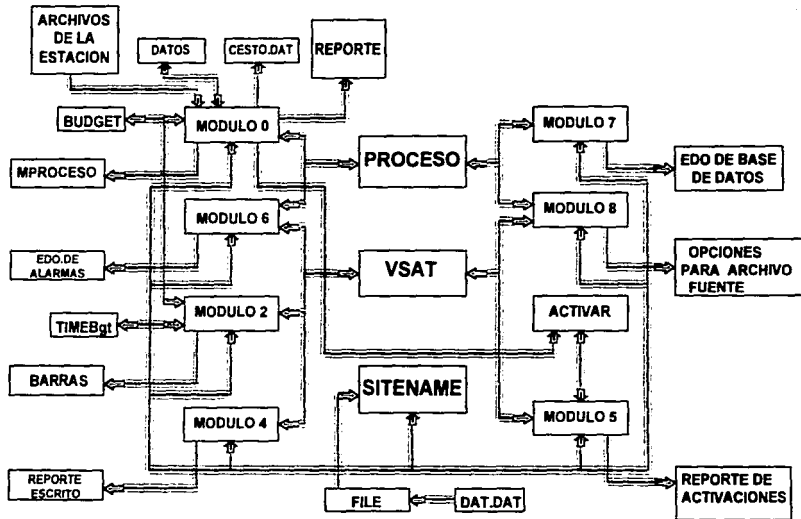 ARCHIVOS
DE LA
ESTACION
DATOS
CESTO.DAT
REPORTE
BUDGET
MODULO 0
MODULO 7
PROCESO
EDO DE BASE
DE DATOS
MPROCESO
MODULO 6
MODULO 8
EDO.DE
ALARMAS
VSAT
OPCIONES
PARA ARCHIVO
FUENTE
MODULO 2
ACTIVAR
TIMEBgt
BARRAS
SITENAME
MODULO 4
MODULO 5
REPORTE
ESCRITO
FILE
DAT.DAT
REPORTE DE
ACTIVACIONES